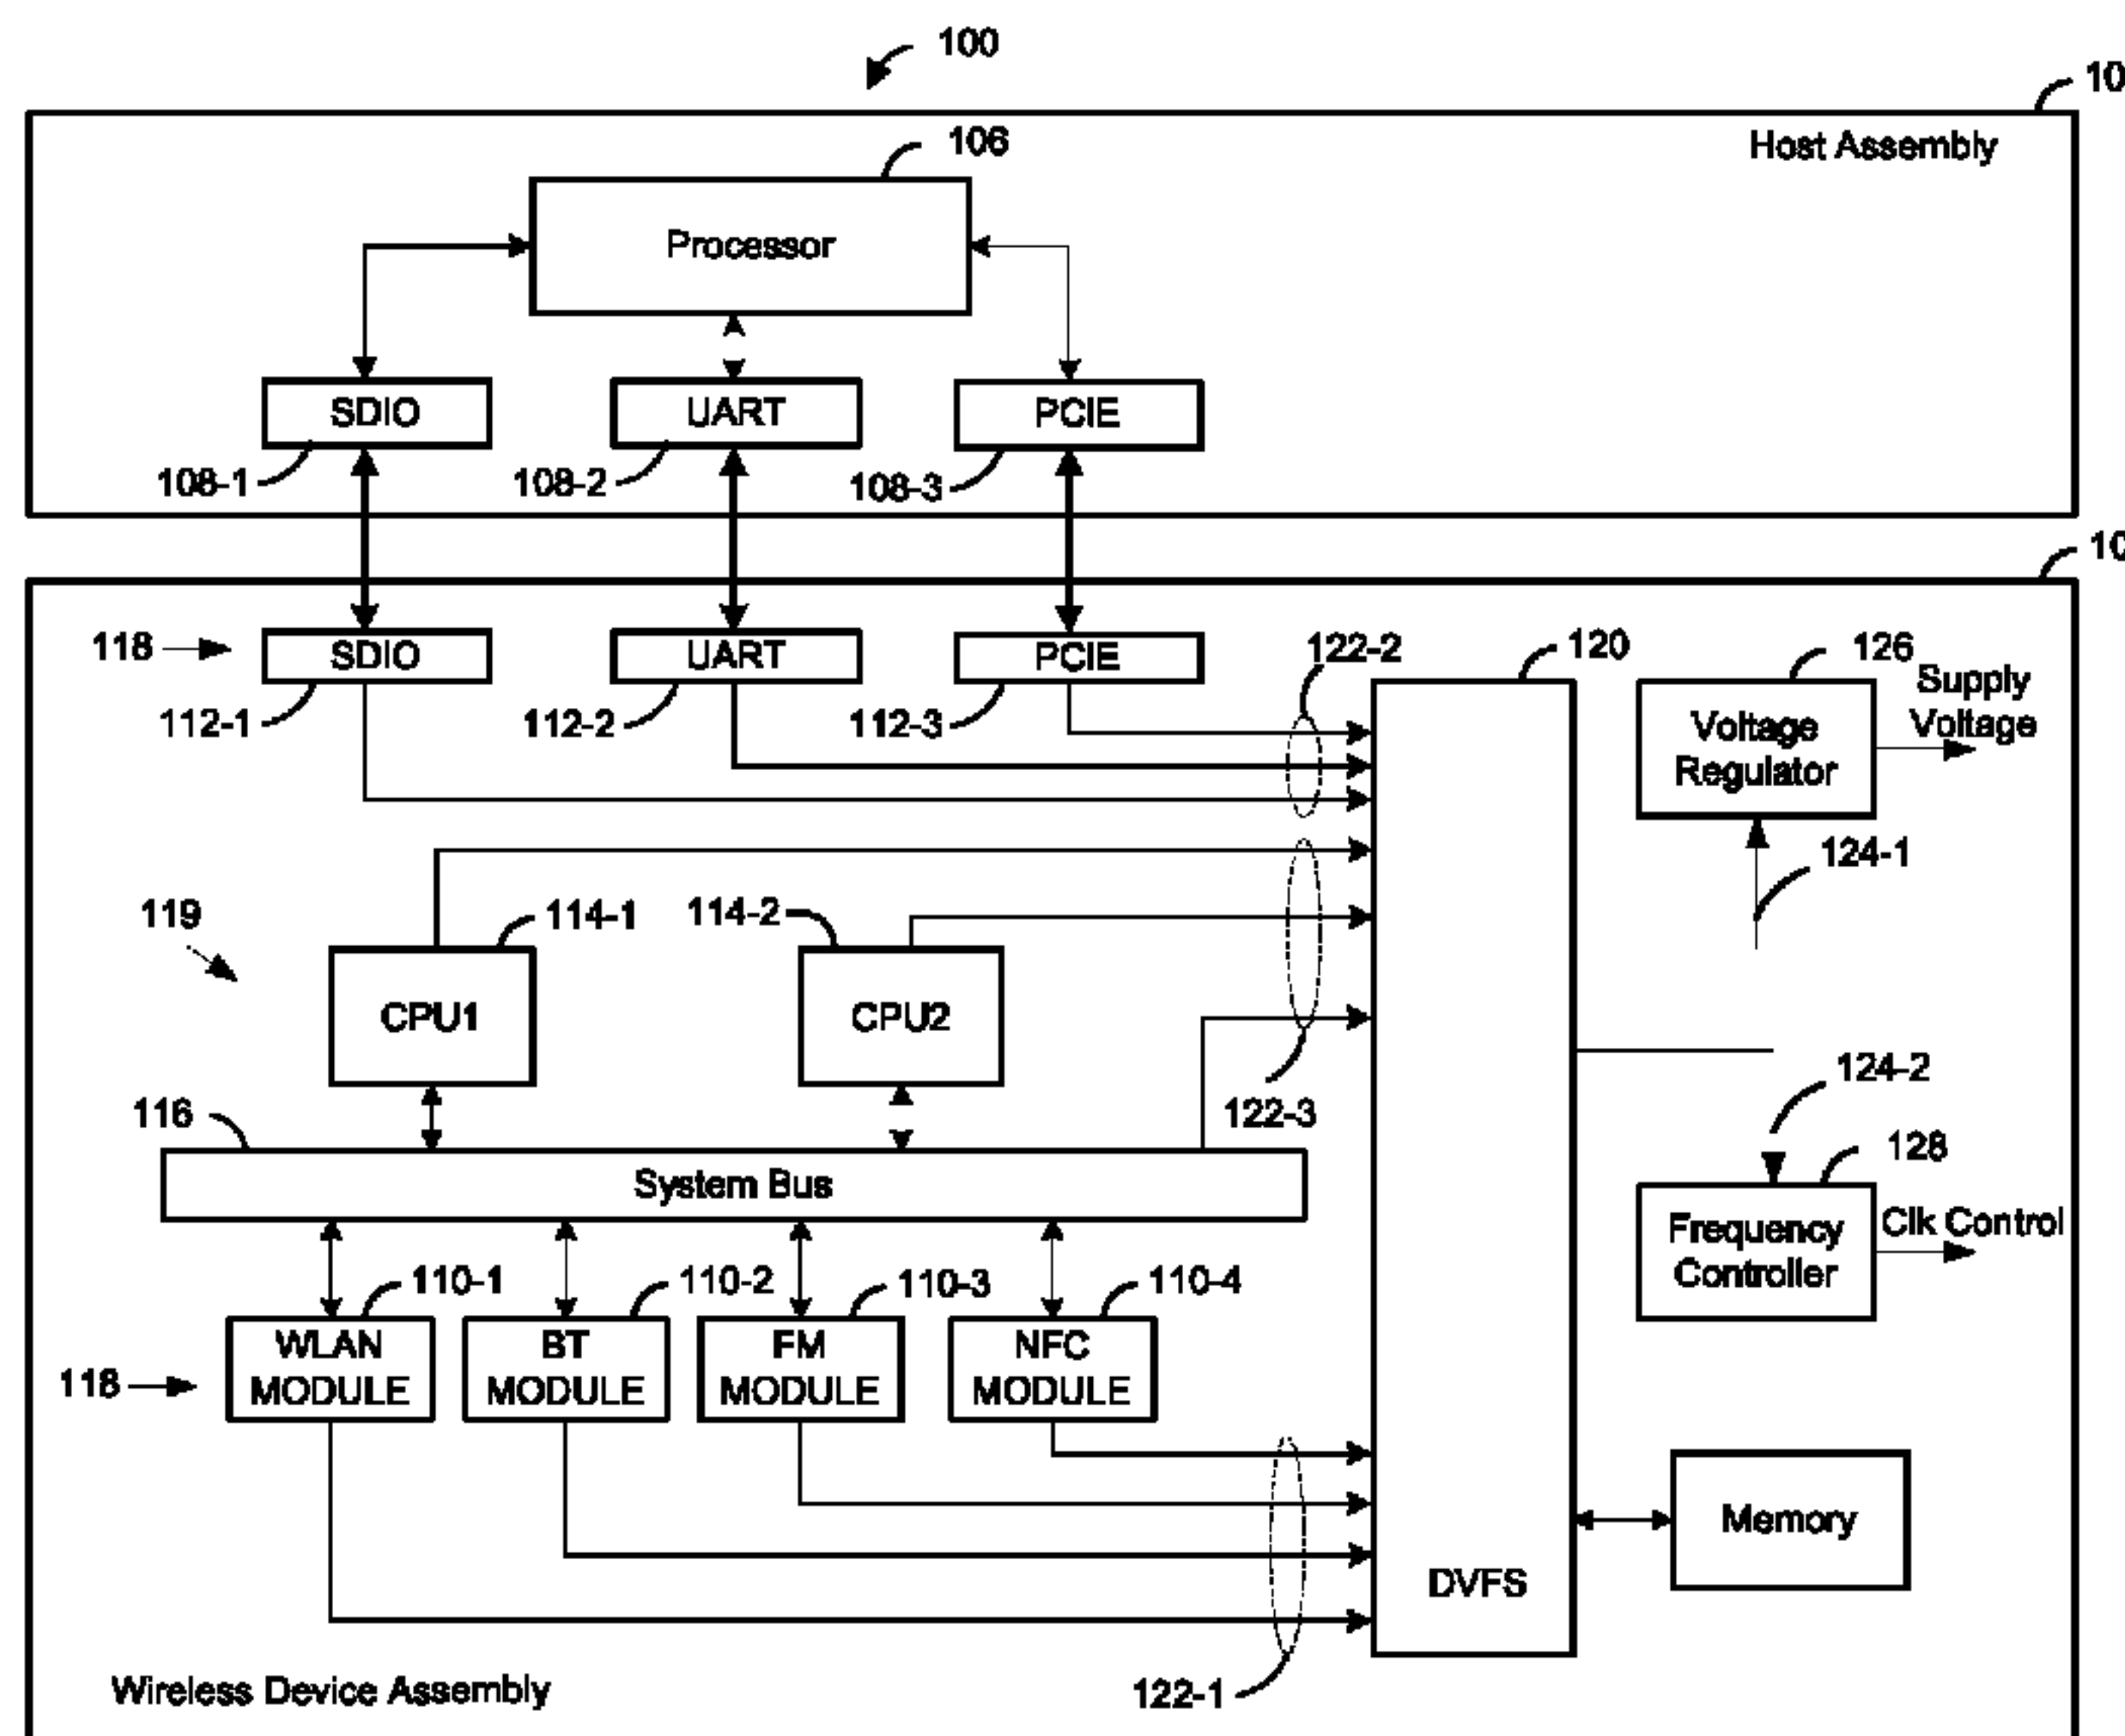 100
10
Host Assembly
106
Processor
SDIO
UART
PCIE
108-1
108-2
108-3
10
118
SDIO
UART
PCIE
122-2
120
126
Supply
Voltage
112-1
112-2
112-3
Voltage
Regulator
124-1
119
114-1
114-2
CPU1
CPU2
124-2
116
122-3
128
System Bus
Frequency
Controller
Clk Control
110-1
110-2
110-3
110-4
118
WLAN
MODULE
BT
MODULE
FM
MODULE
NFC
MODULE
Memory
DVFS
Wireless Device Assembly
122-1